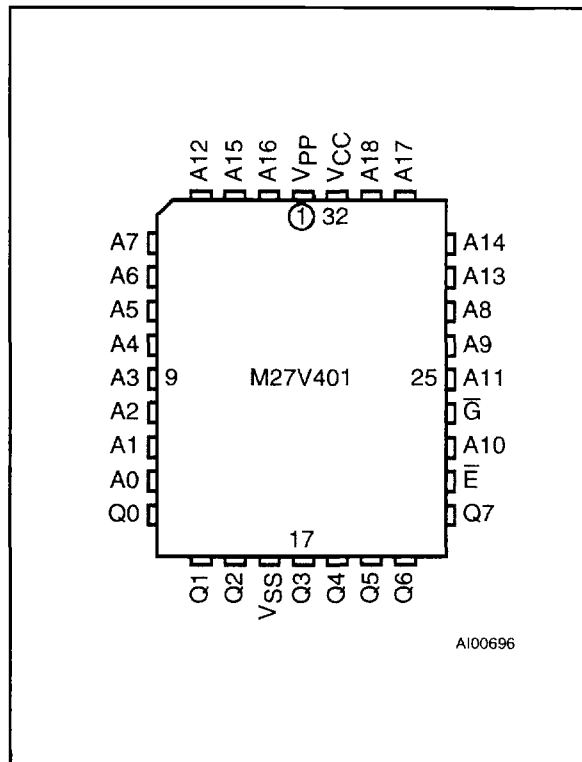 A12 A15 A16 VPP VCC A18 A17
1 32
A7 A14
A6 A13
A5 A8
A4 A9
A3 9 M27V401 25 A11
A2 G̅
A1 A10
A0 E̅
Q0 Q7
17
Q1 Q2 VSS Q3 Q4 Q5 Q6
AI00696